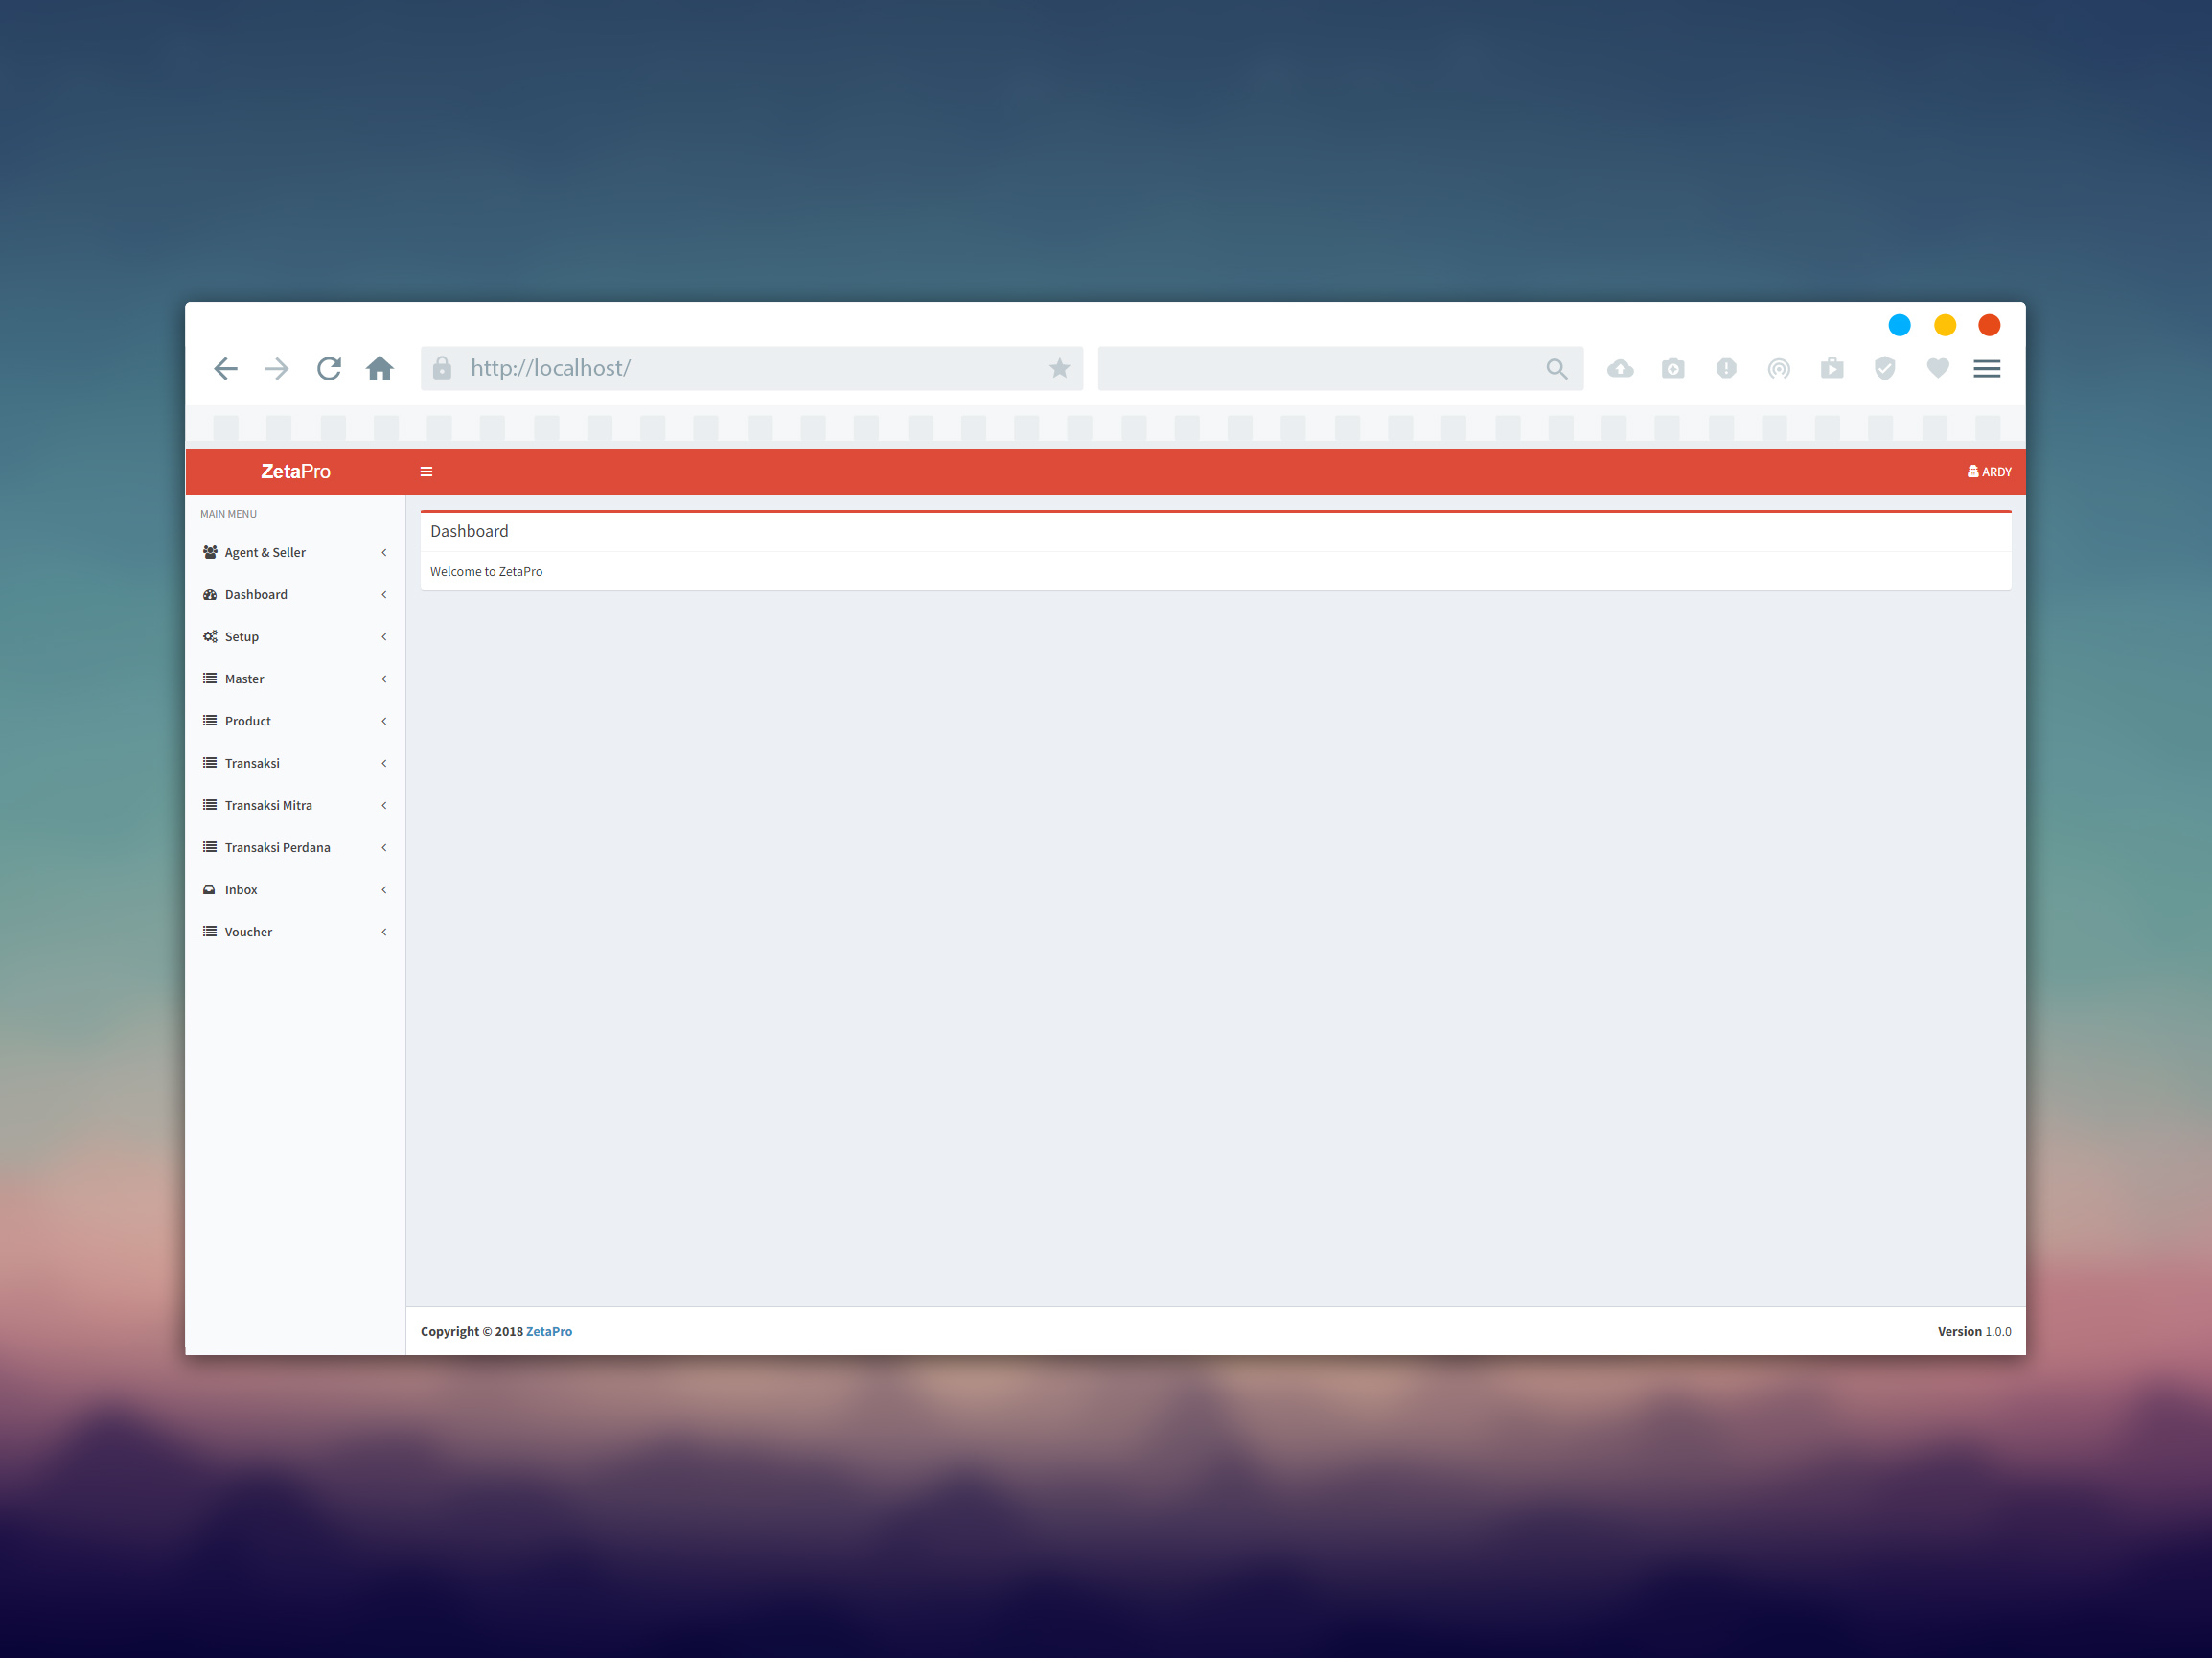 http://localhost/
ZetaPro
ARDY
MAIN MENU
Agent & Seller
Dashboard
Setup
Master
Product
Transaksi
Transaksi Mitra
Transaksi Perdana
Inbox
Voucher
Dashboard
Welcome to ZetaPro
Copyright © 2018 ZetaPro
Version 1.0.0